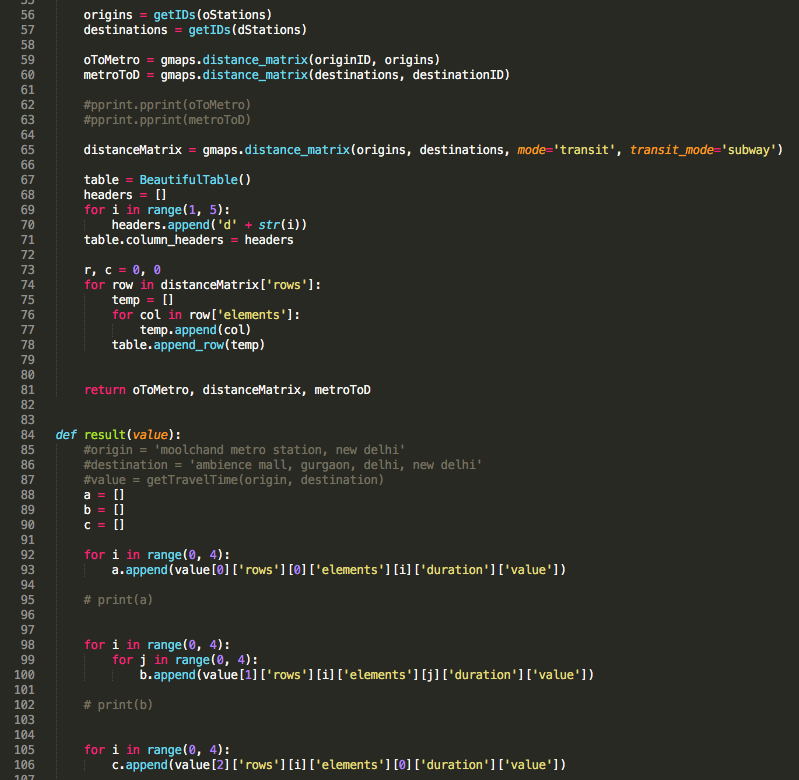 56 origins = getIDs(oStations)
57 destinations = getIDs(dStations)
58
59 oToMetro = gmaps.distance_matrix(originID, origins)
60 metroToD = gmaps.distance_matrix(destinations, destinationID)
61
62 #pprint.pprint(oToMetro)
63 #pprint.pprint(metroToD)
64
65 distanceMatrix = gmaps.distance_matrix(origins, destinations, mode='transit', transit_mode='subway')
66
67 table = BeautifulTable()
68 headers = []
69 for i in range(1, 5):
70 headers.append('d' + str(i))
71 table.column_headers = headers
72
73 r, c = 0, 0
74 for row in distanceMatrix['rows']:
75 temp = []
76 for col in row['elements']:
77 temp.append(col)
78 table.append_row(temp)
79
80
81 return oToMetro, distanceMatrix, metroToD
82
83
84 def result(value):
85 #origin = 'moolchand metro station, new delhi'
86 #destination = 'ambience mall, gurgaon, delhi, new delhi'
87 #value = getTravelTime(origin, destination)
88 a = []
89 b = []
90 c = []
91
92 for i in range(0, 4):
93 a.append(value[0]['rows'][0]['elements'][i]['duration']['value'])
94
95 # print(a)
96
97
98 for i in range(0, 4):
99 for j in range(0, 4):
100 b.append(value[1]['rows'][i]['elements'][j]['duration']['value'])
101
102 # print(b)
103
104
105 for i in range(0, 4):
106 c.append(value[2]['rows'][i]['elements'][0]['duration']['value'])